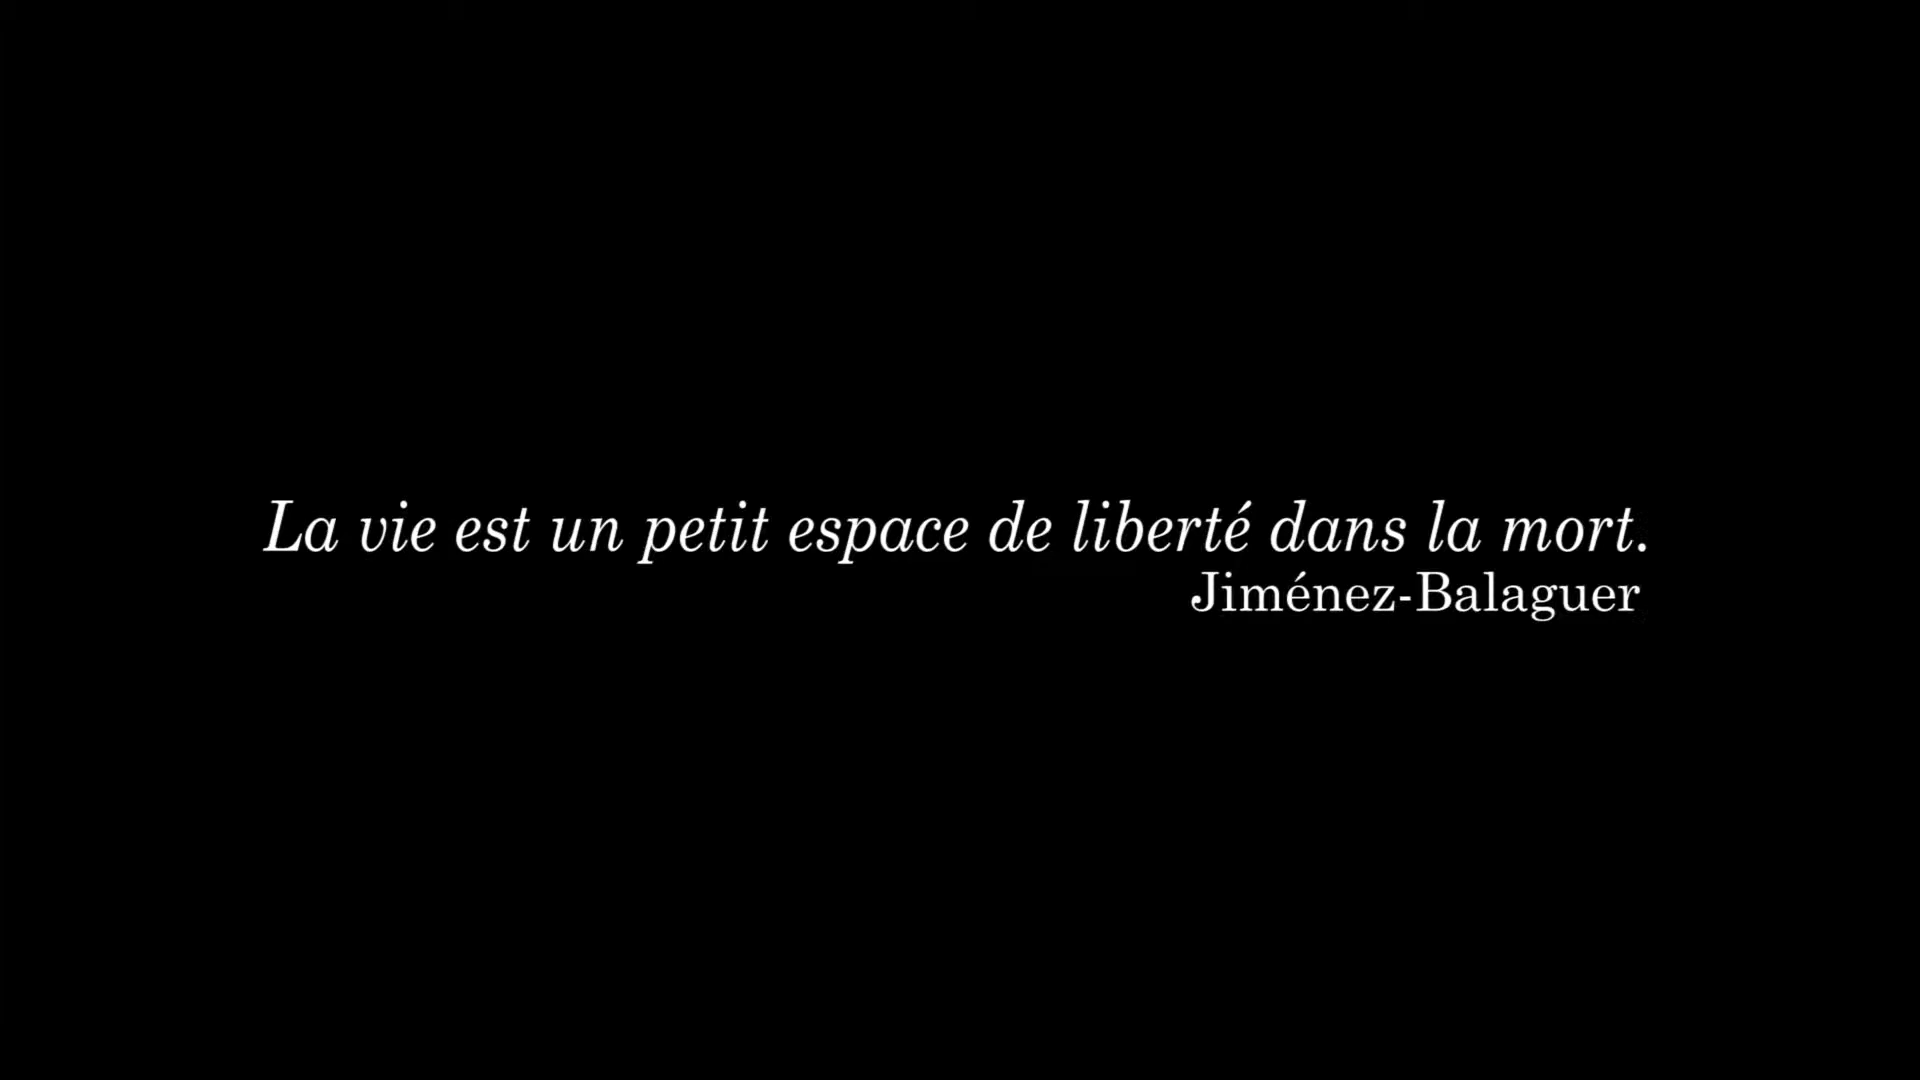 La vie est un petit espace de liberté dans la mort.
Jiménez-Balaguer